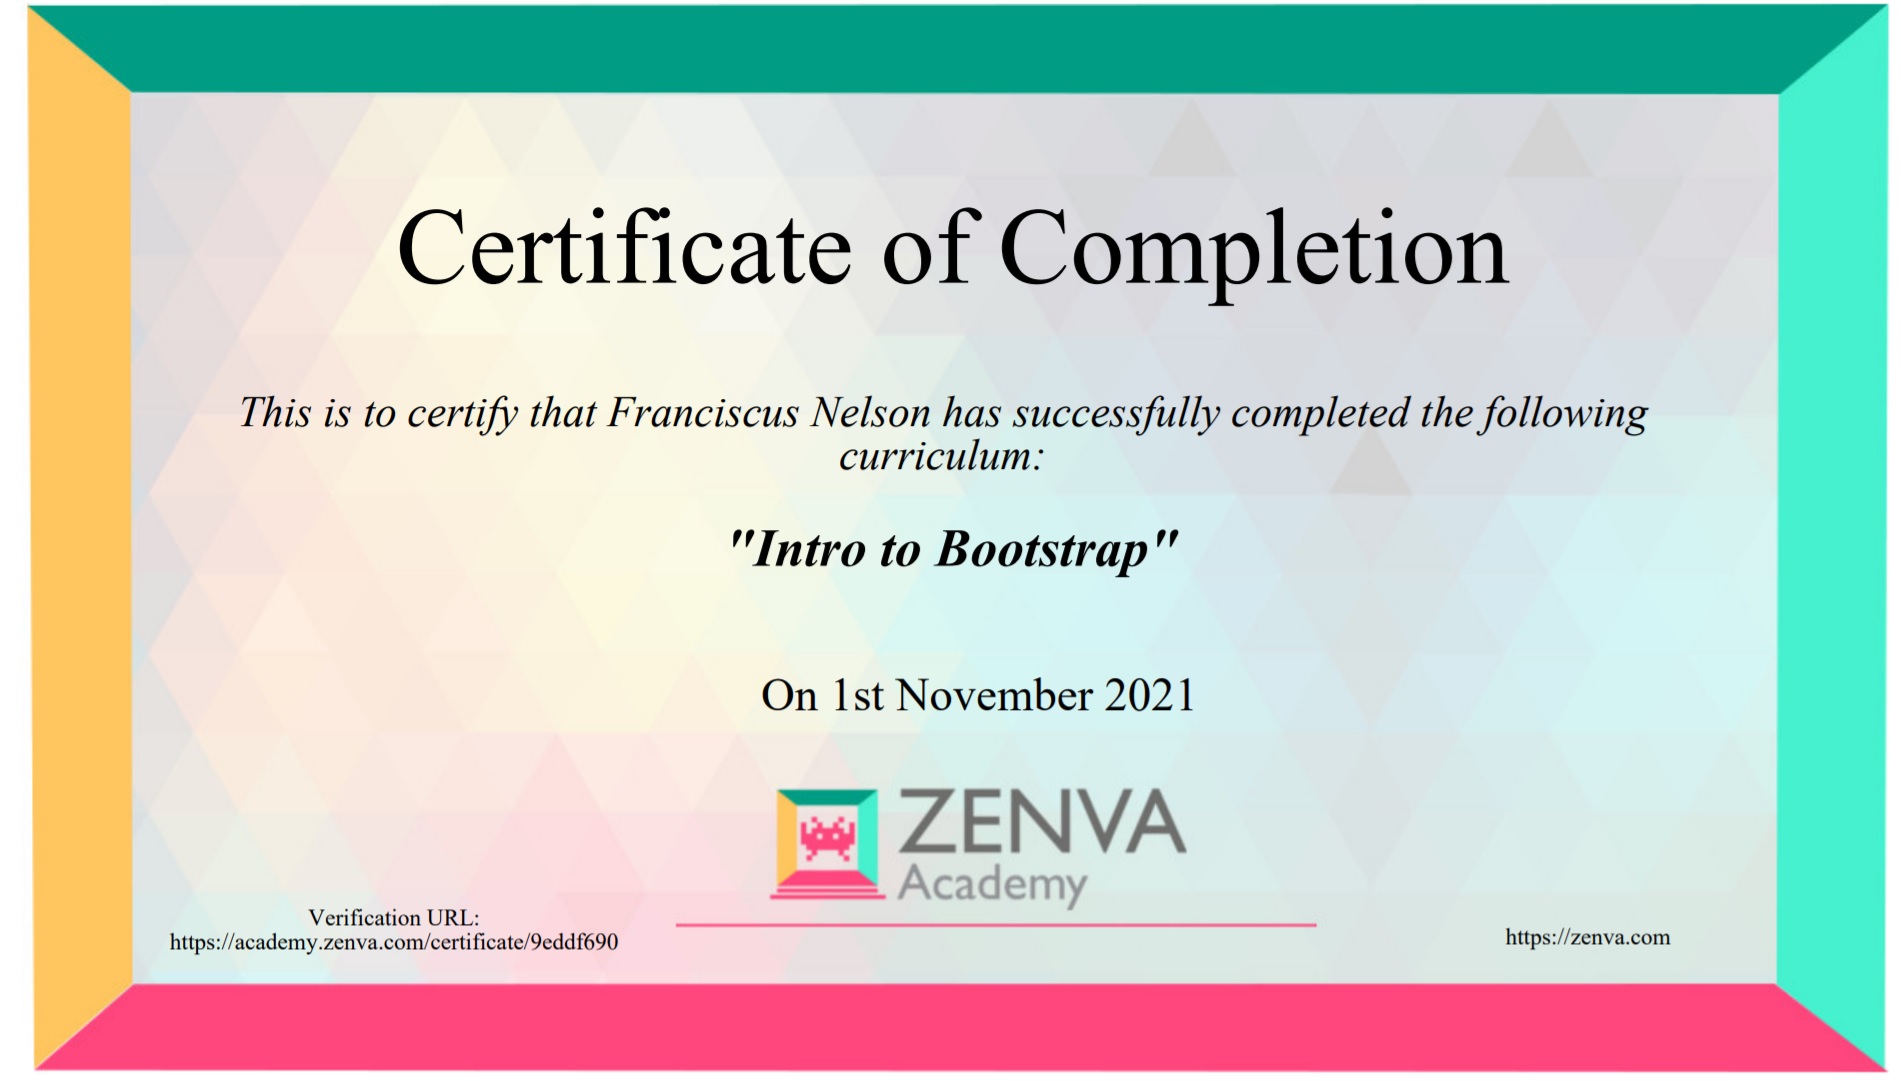 Certificate of Completion
This is to certify that Franciscus Nelson has successfully completed the following
curriculum:
"Intro to Bootstrap"
On 1st November 2021
ZENVA
Academy
Verification URL:
https://academy.zenva.com/certificate/9eddf690
https://zenva.com